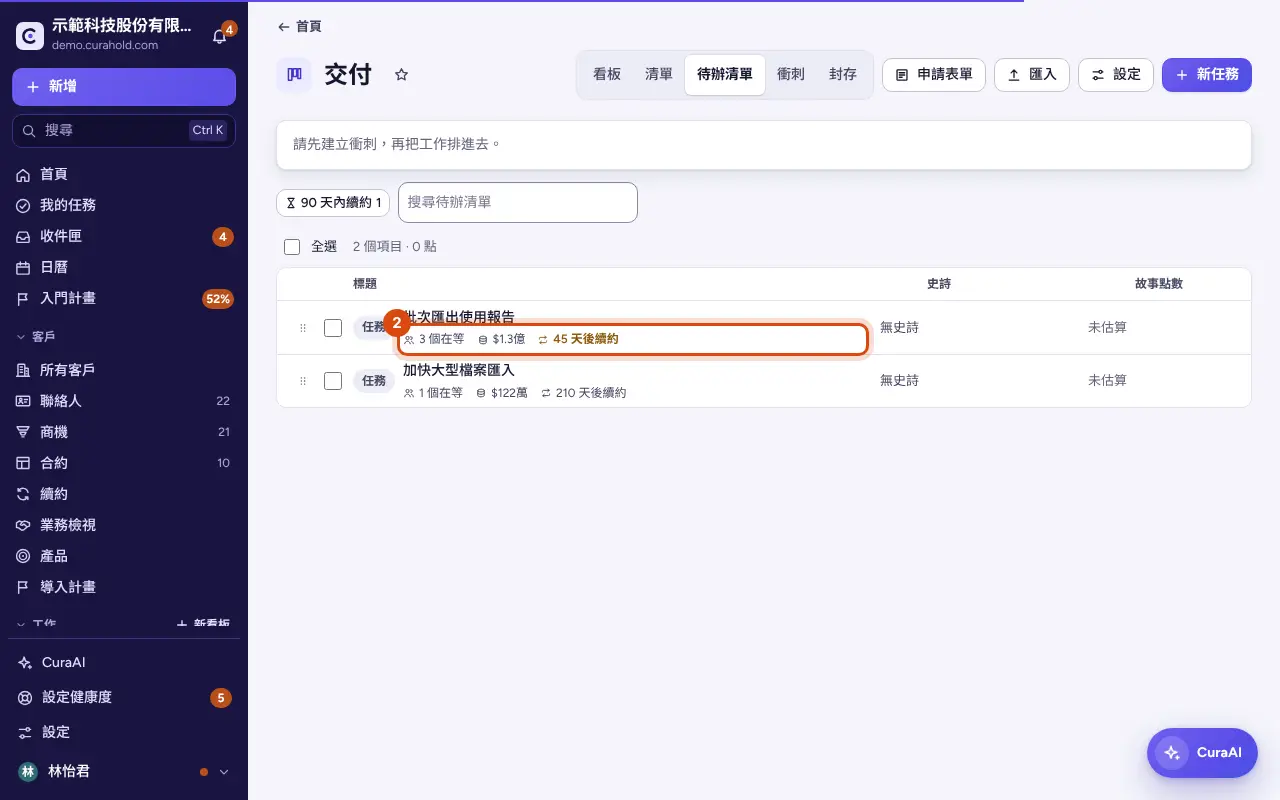 示範科技股份有限...
demo.curahold.com
4
新增
搜尋 Ctrl K
首頁
我的任務
收件匣 4
日曆
入門計畫 52%
客戶
所有客戶
聯絡人 22
商機 21
合約 10
續約
業務檢視
產品
導入計畫
工作 新看板
CuraAI
設定健康度 5
設定
林 林怡君
首頁
交付
看板 清單 待辦清單 衝刺 封存
申請表單 匯入 設定 新任務
請先建立衝刺，再把工作排進去。
90 天內續約 1 搜尋待辦清單
全選 2 個項目 · 0 點
標題 史詩 故事點數
任務 批次匯出使用報告 無史詩 未估算
2
3 個在等 $1.3億 45 天後續約
任務 加快大型檔案匯入 無史詩 未估算
1 個在等 $122萬 210 天後續約
CuraAI